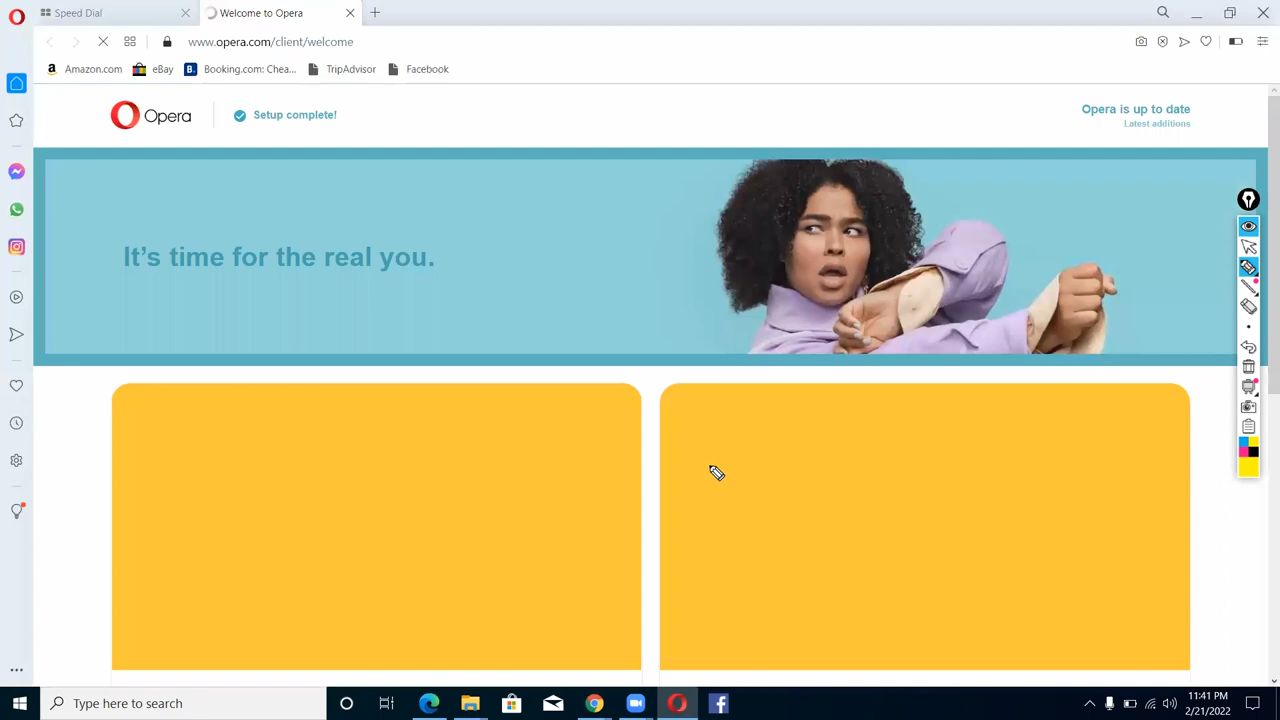 Speed Dial
Welcome to Opera
www.opera.com/client/welcome
Amazon.com
eBay
B.
Booking.com: Chea...
TripAdvisor
Facebook
Opera
Setup complete!
Opera is up to date
Latest additions
It's time for the real you.
Type here to search
11:41 PM
2/21/2022